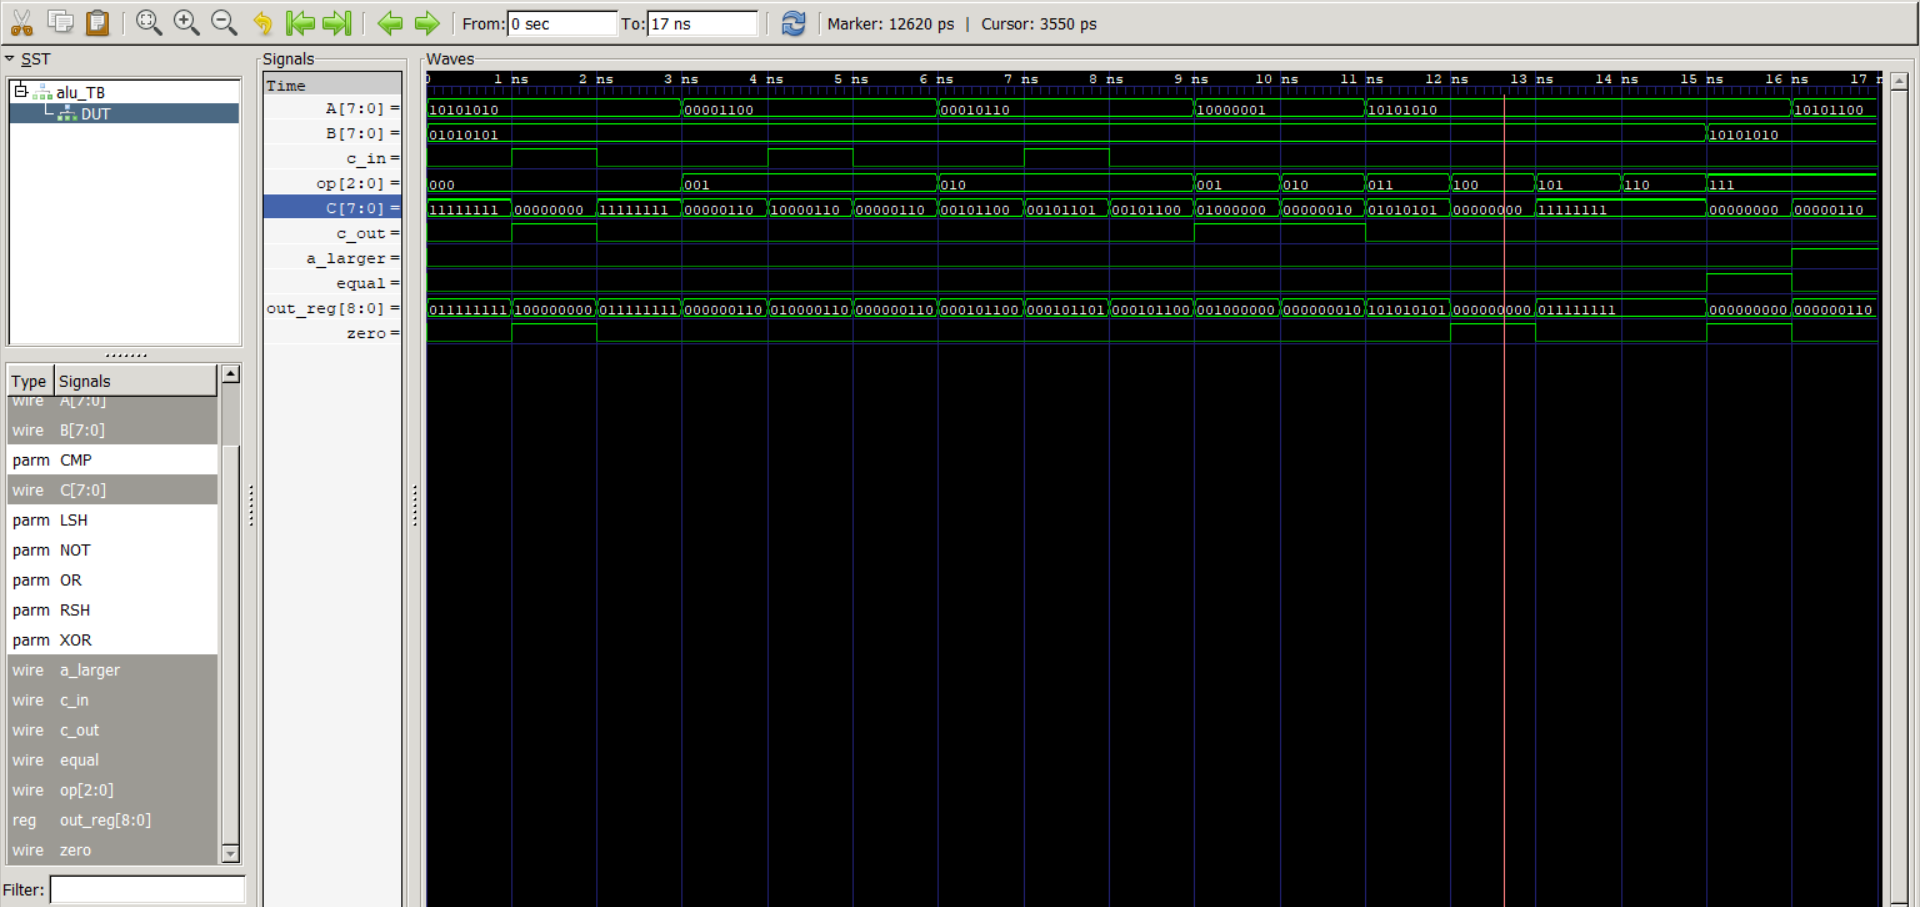 From: 0 sec To: 17 ns Marker: 12620 ps | Cursor: 3550 ps
SST
alu_TB
DUT
Type Signals
wire A[7:0]
wire B[7:0]
parm CMP
wire C[7:0]
parm LSH
parm NOT
parm OR
parm RSH
parm XOR
wire a_larger
wire c_in
wire c_out
wire equal
wire op[2:0]
reg out_reg[8:0]
wire zero
Filter:
Signals
Time
A[7:0] =
B[7:0] =
c_in =
op[2:0] =
C[7:0] =
c_out =
a_larger =
equal =
out_reg[8:0] =
zero =
Waves
0 1 ns 2 ns 3 ns 4 ns 5 ns 6 ns 7 ns 8 ns 9 ns 10 ns 11 ns 12 ns 13 ns 14 ns 15 ns 16 ns 17 n
10101010 00001100 00010110 10000001 10101010 10101100
01010101 10101010
000 001 010 001 010 011 100 101 110 111
11111111 00000000 11111111 00000110 10000110 00000110 00101100 00101101 00101100 01000000 00000010 01010101 00000000 11111111 00000000 00000110
011111111 100000000 011111111 000000110 010000110 000000110 000101100 000101101 000101100 001000000 000000010 101010101 000000000 011111111 000000000 000000110